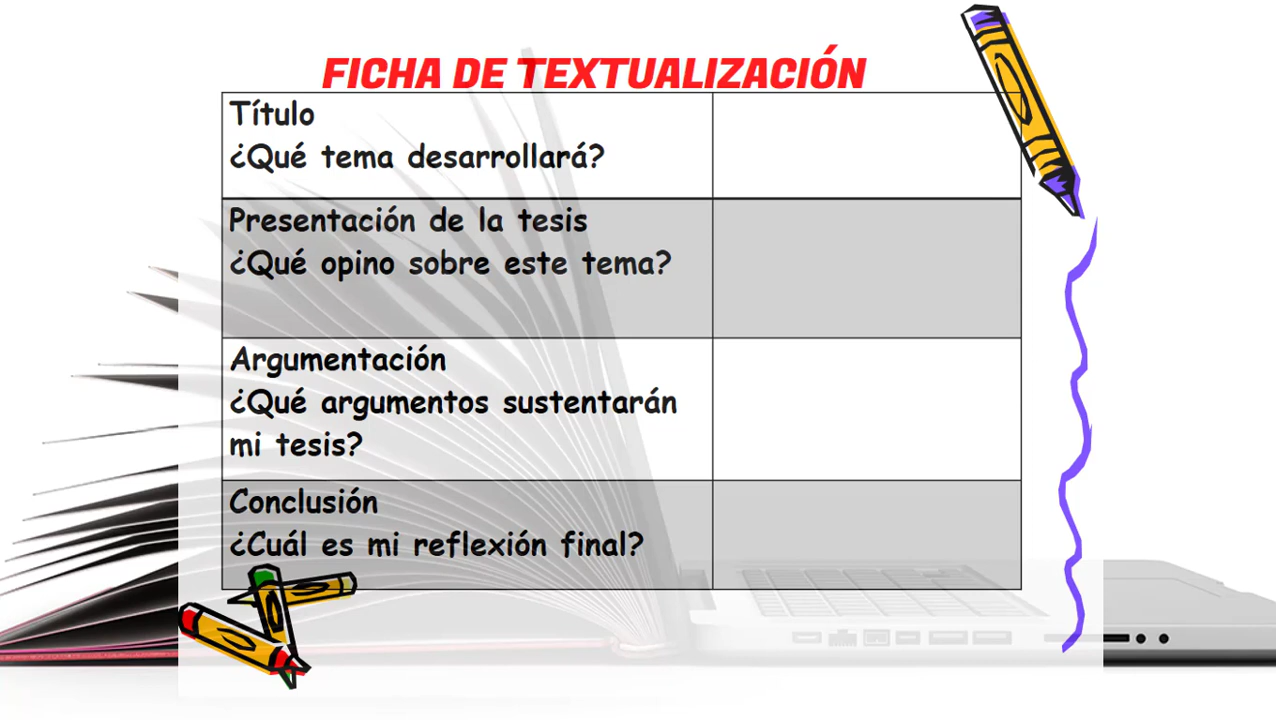 FICHA DE TEXTUALIZACIÓN
Título
¿Qué tema desarrollará?
Presentación de la tesis
¿Qué opino sobre este tema?
Argumentación
¿Qué argumentos sustentarán
mi tesis?
Conclusión
¿Cuál es mi reflexión final?